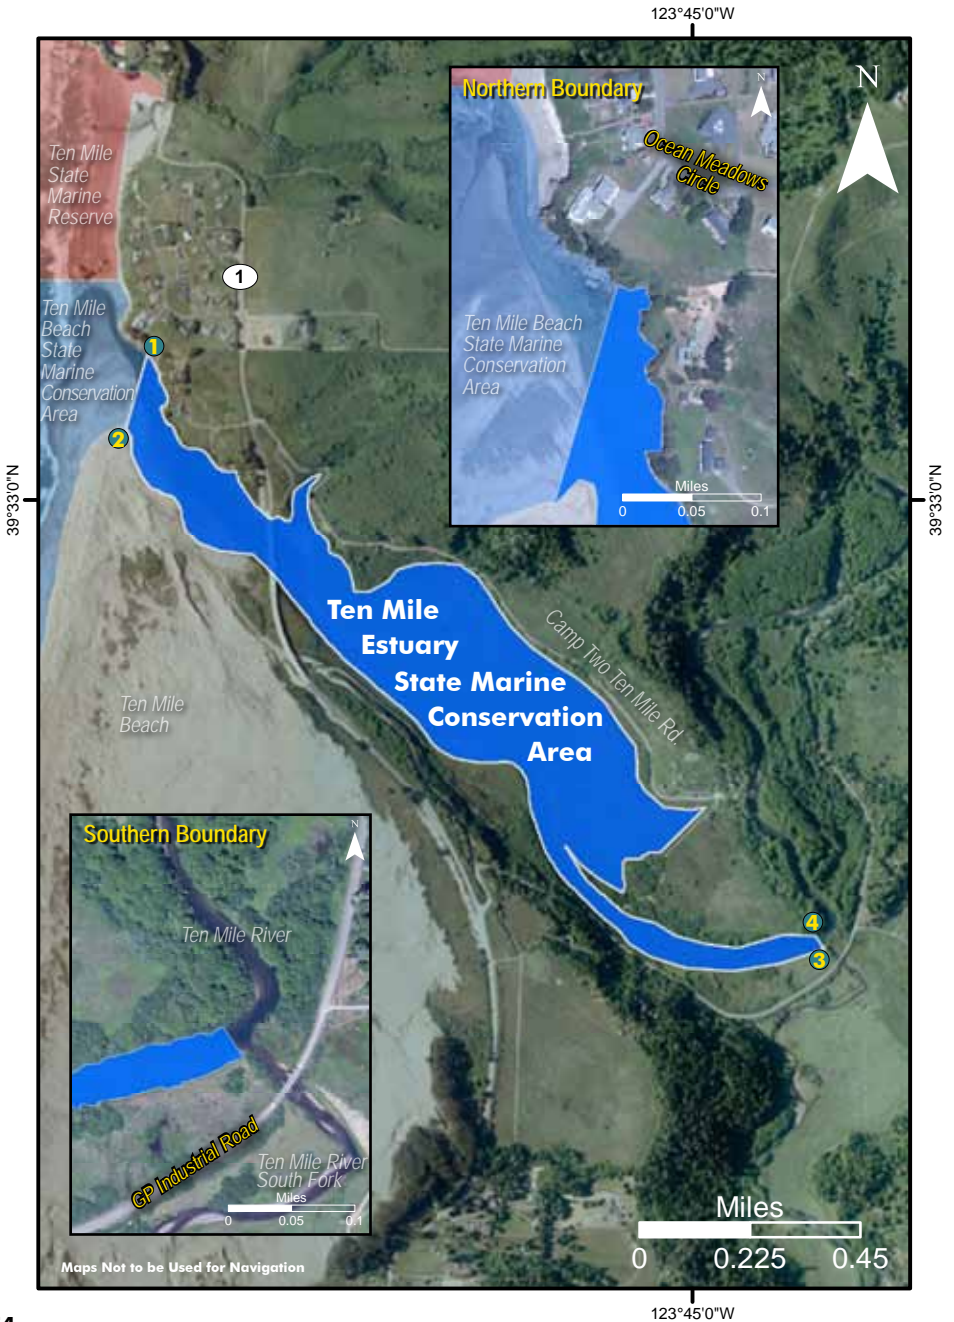 123°45'0"W
N
Northern Boundary
N
Ocean Meadows
Circle
Ten Mile Beach
State Marine
Conservation
Area
Miles
0 0.05 0.1
Ten Mile
State
Marine
Reserve
1
Ten Mile
Beach
State
Marine
Conservation
Area
1
2
39°33'0"N
39°33'0"N
Ten Mile
Estuary
State Marine
Conservation
Area
Camp Two Ten Mile Rd.
Ten Mile
Beach
Southern Boundary
N
Ten Mile River
GP Industrial Road
Ten Mile River
South Fork
Miles
0 0.05 0.1
4
3
Miles
0 0.225 0.45
Maps Not to be Used for Navigation
123°45'0"W